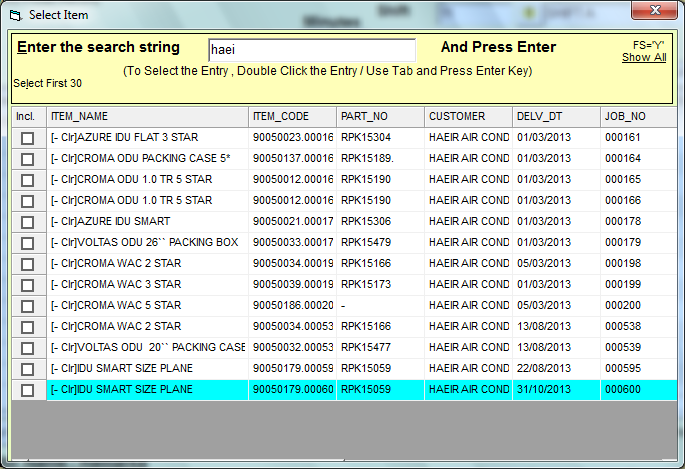 Select Item
Enter the search string haei And Press Enter FS='Y'
Show All
(To Select the Entry , Double Click the Entry / Use Tab and Press Enter Key)
Select First 30
Incl. ITEM_NAME ITEM_CODE PART_NO CUSTOMER DELV_DT JOB_NO
[- Clr]AZURE IDU FLAT 3 STAR 90050023.00016 RPK15304 HAEIR AIR COND 01/03/2013 000161
[- Clr]CROMA ODU PACKING CASE 5* 90050137.00016 RPK15189. HAEIR AIR COND 01/03/2013 000164
[- Clr]CROMA ODU 1.0 TR 5 STAR 90050012.00016 RPK15190 HAEIR AIR COND 01/03/2013 000165
[- Clr]CROMA ODU 1.0 TR 5 STAR 90050012.00016 RPK15190 HAEIR AIR COND 01/03/2013 000166
[- Clr]AZURE IDU SMART 90050021.00017 RPK15306 HAEIR AIR COND 01/03/2013 000178
[- Clr]VOLTAS ODU 26`` PACKING BOX 90050033.00017 RPK15479 HAEIR AIR COND 01/03/2013 000179
[- Clr]CROMA WAC 2 STAR 90050034.00019 RPK15166 HAEIR AIR COND 05/03/2013 000198
[- Clr]CROMA WAC 3 STAR 90050039.00019 RPK15173 HAEIR AIR COND 01/03/2013 000199
[- Clr]CROMA WAC 5 STAR 90050186.00020 - HAEIR AIR COND 05/03/2013 000200
[- Clr]CROMA WAC 2 STAR 90050034.00053 RPK15166 HAEIR AIR COND 13/08/2013 000538
[- Clr]VOLTAS ODU 20`` PACKING CASE 90050032.00053 RPK15477 HAEIR AIR COND 13/08/2013 000539
[- Clr]IDU SMART SIZE PLANE 90050179.00059 RPK15059 HAEIR AIR COND 22/08/2013 000595
[- Clr]IDU SMART SIZE PLANE 90050179.00060 RPK15059 HAEIR AIR COND 31/10/2013 000600